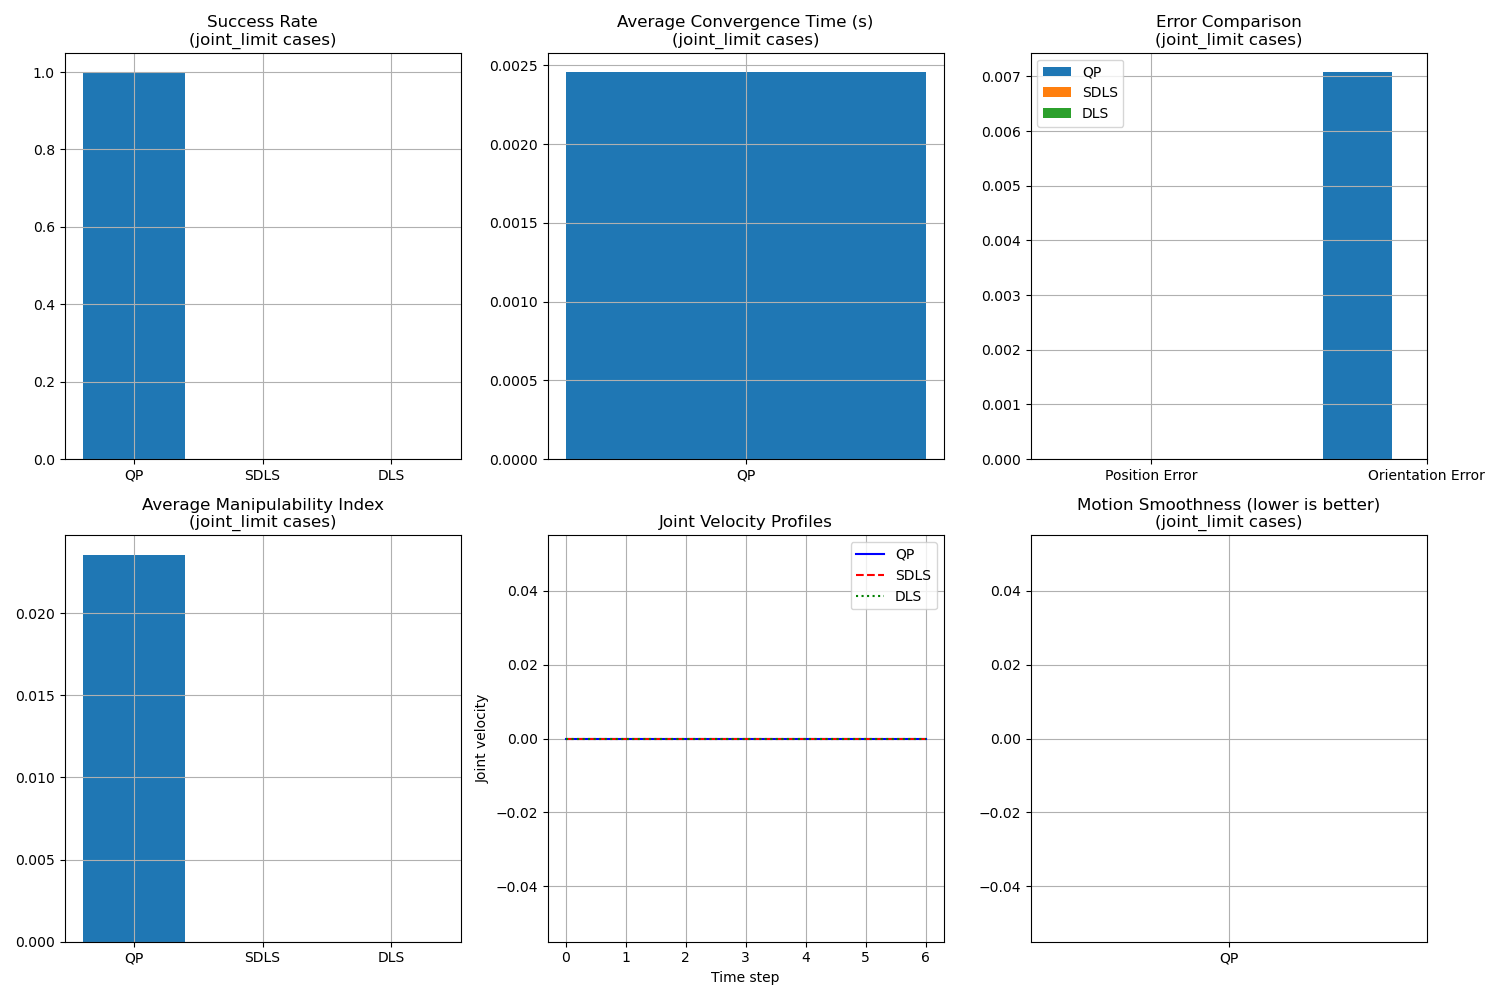 Success Rate
(joint_limit cases)
1.0
0.8
0.6
0.4
0.2
0.0
QP SDLS DLS
Average Convergence Time (s)
(joint_limit cases)
0.0025
0.0020
0.0015
0.0010
0.0005
0.0000
QP
Error Comparison
(joint_limit cases)
QP
SDLS
DLS
0.007
0.006
0.005
0.004
0.003
0.002
0.001
0.000
Position Error Orientation Error
Average Manipulability Index
(joint_limit cases)
0.020
0.015
0.010
0.005
0.000
QP SDLS DLS
Joint Velocity Profiles
QP
SDLS
DLS
Joint velocity
0.04
0.02
0.00
−0.02
−0.04
0 1 2 3 4 5 6
Time step
Motion Smoothness (lower is better)
(joint_limit cases)
0.04
0.02
0.00
−0.02
−0.04
QP